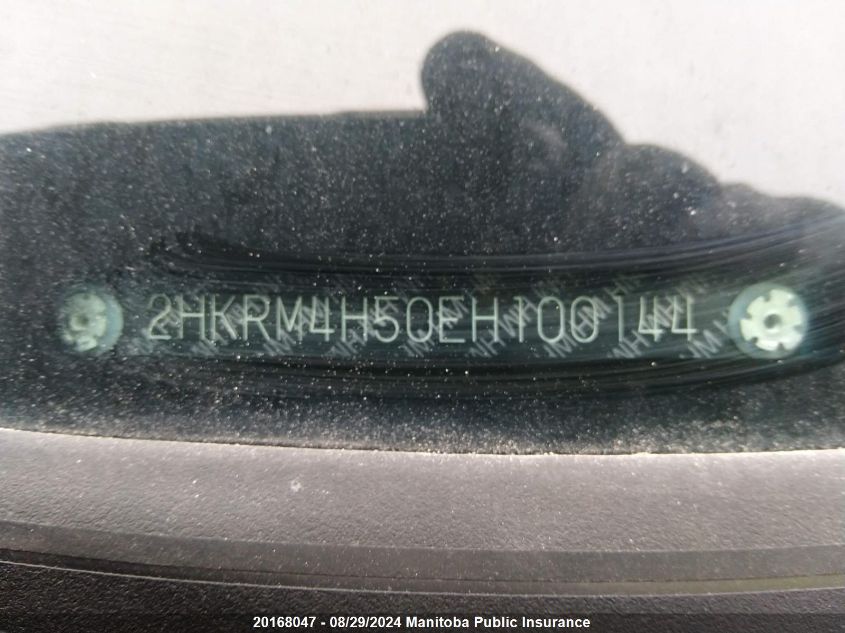 2HKRM4H50EH100144
20168047 - 08/29/2024 Manitoba Public Insurance